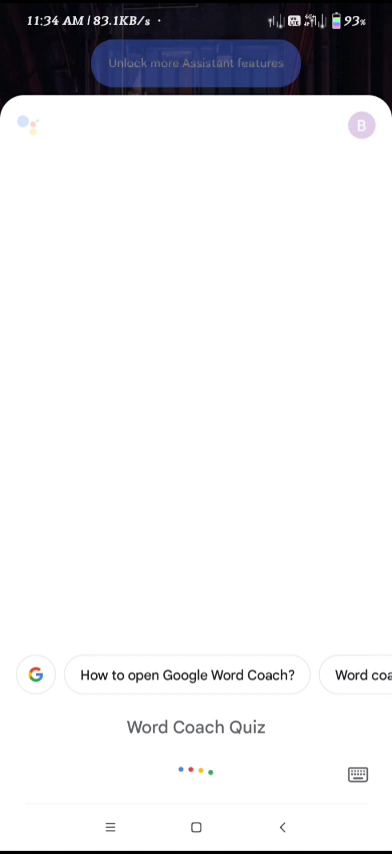 11:34 AM | 83.1KB/s ·
93%
Unlock more Assistant features
B
G
How to open Google Word Coach?
Word coa
Word Coach Quiz